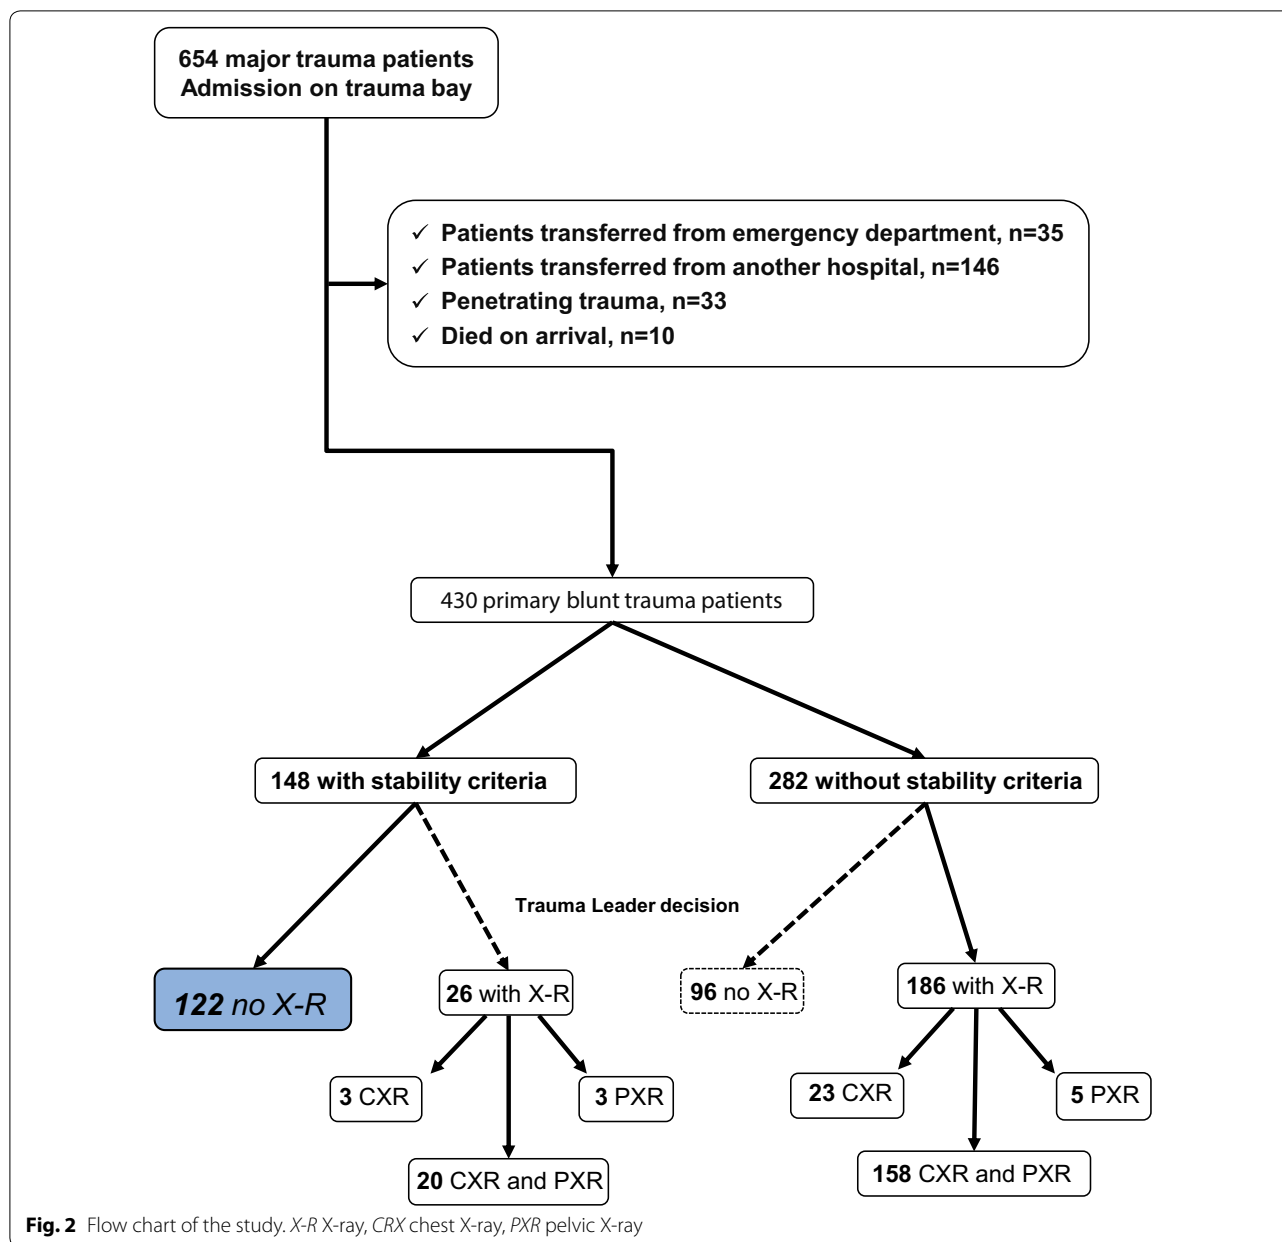 654 major trauma patients
Admission on trauma bay
✓ Patients transferred from emergency department, n=35
✓ Patients transferred from another hospital, n=146
✓ Penetrating trauma, n=33
✓ Died on arrival, n=10
430 primary blunt trauma patients
148 with stability criteria
282 without stability criteria
Trauma Leader decision
122 no X-R
26 with X-R
96 no X-R
186 with X-R
3 CXR
3 PXR
23 CXR
5 PXR
20 CXR and PXR
158 CXR and PXR
Fig. 2 Flow chart of the study. X-R X-ray, CRX chest X-ray, PXR pelvic X-ray